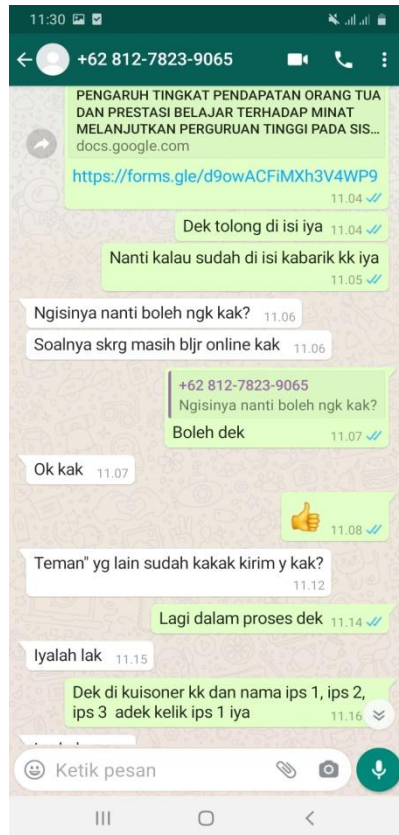 11:30
+62 812-7823-9065
PENGARUH TINGKAT PENDAPATAN ORANG TUA
DAN PRESTASI BELAJAR TERHADAP MINAT
MELANJUTKAN PERGURUAN TINGGI PADA SIS...
docs.google.com
https://forms.gle/d9owACFiMXh3V4WP9
11.04
Dek tolong di isi iya 11.04
Nanti kalau sudah di isi kabarik kk iya
11.05
Ngisinya nanti boleh ngk kak? 11.06
Soalnya skrg masih bljr online kak 11.06
+62 812-7823-9065
Ngisinya nanti boleh ngk kak?
Boleh dek 11.07
Ok kak 11.07
11.08
Teman" yg lain sudah kakak kirim y kak?
11.12
Lagi dalam proses dek 11.14
Iyalah lak 11.15
Dek di kuisoner kk dan nama ips 1, ips 2,
ips 3 adek kelik ips 1 iya 11.16
Ketik pesan